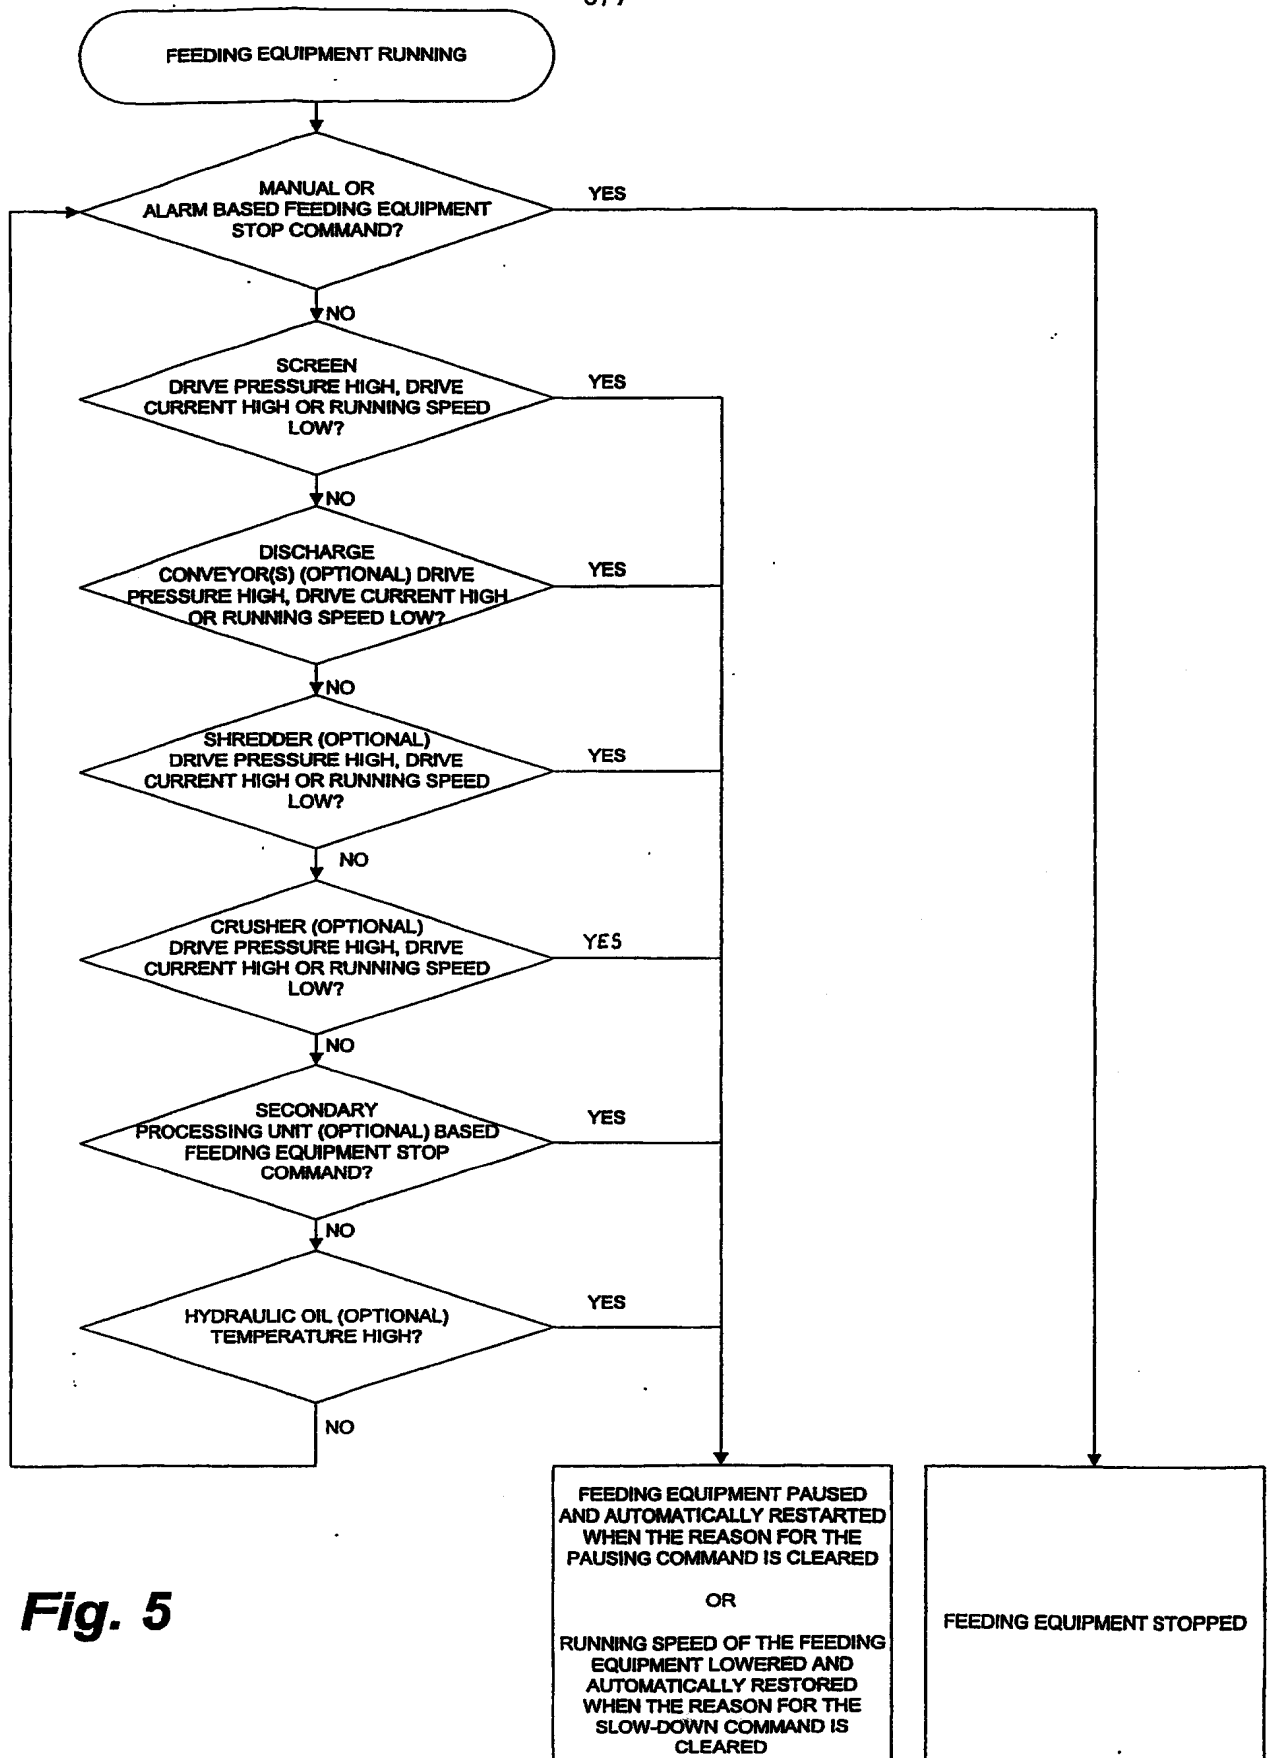 FEEDING EQUIPMENT RUNNING
MANUAL OR
ALARM BASED FEEDING EQUIPMENT
STOP COMMAND?
YES
NO
SCREEN
DRIVE PRESSURE HIGH, DRIVE
CURRENT HIGH OR RUNNING SPEED
LOW?
YES
NO
DISCHARGE
CONVEYOR(S) (OPTIONAL) DRIVE
PRESSURE HIGH, DRIVE CURRENT HIGH
OR RUNNING SPEED LOW?
YES
NO
SHREDDER (OPTIONAL)
DRIVE PRESSURE HIGH, DRIVE
CURRENT HIGH OR RUNNING SPEED
LOW?
YES
NO
CRUSHER (OPTIONAL)
DRIVE PRESSURE HIGH, DRIVE
CURRENT HIGH OR RUNNING SPEED
LOW?
YES
NO
SECONDARY
PROCESSING UNIT (OPTIONAL) BASED
FEEDING EQUIPMENT STOP
COMMAND?
YES
NO
HYDRAULIC OIL (OPTIONAL)
TEMPERATURE HIGH?
YES
NO
FEEDING EQUIPMENT PAUSED
AND AUTOMATICALLY RESTARTED
WHEN THE REASON FOR THE
PAUSING COMMAND IS CLEARED
OR
RUNNING SPEED OF THE FEEDING
EQUIPMENT LOWERED AND
AUTOMATICALLY RESTORED
WHEN THE REASON FOR THE
SLOW-DOWN COMMAND IS
CLEARED
FEEDING EQUIPMENT STOPPED
Fig. 5